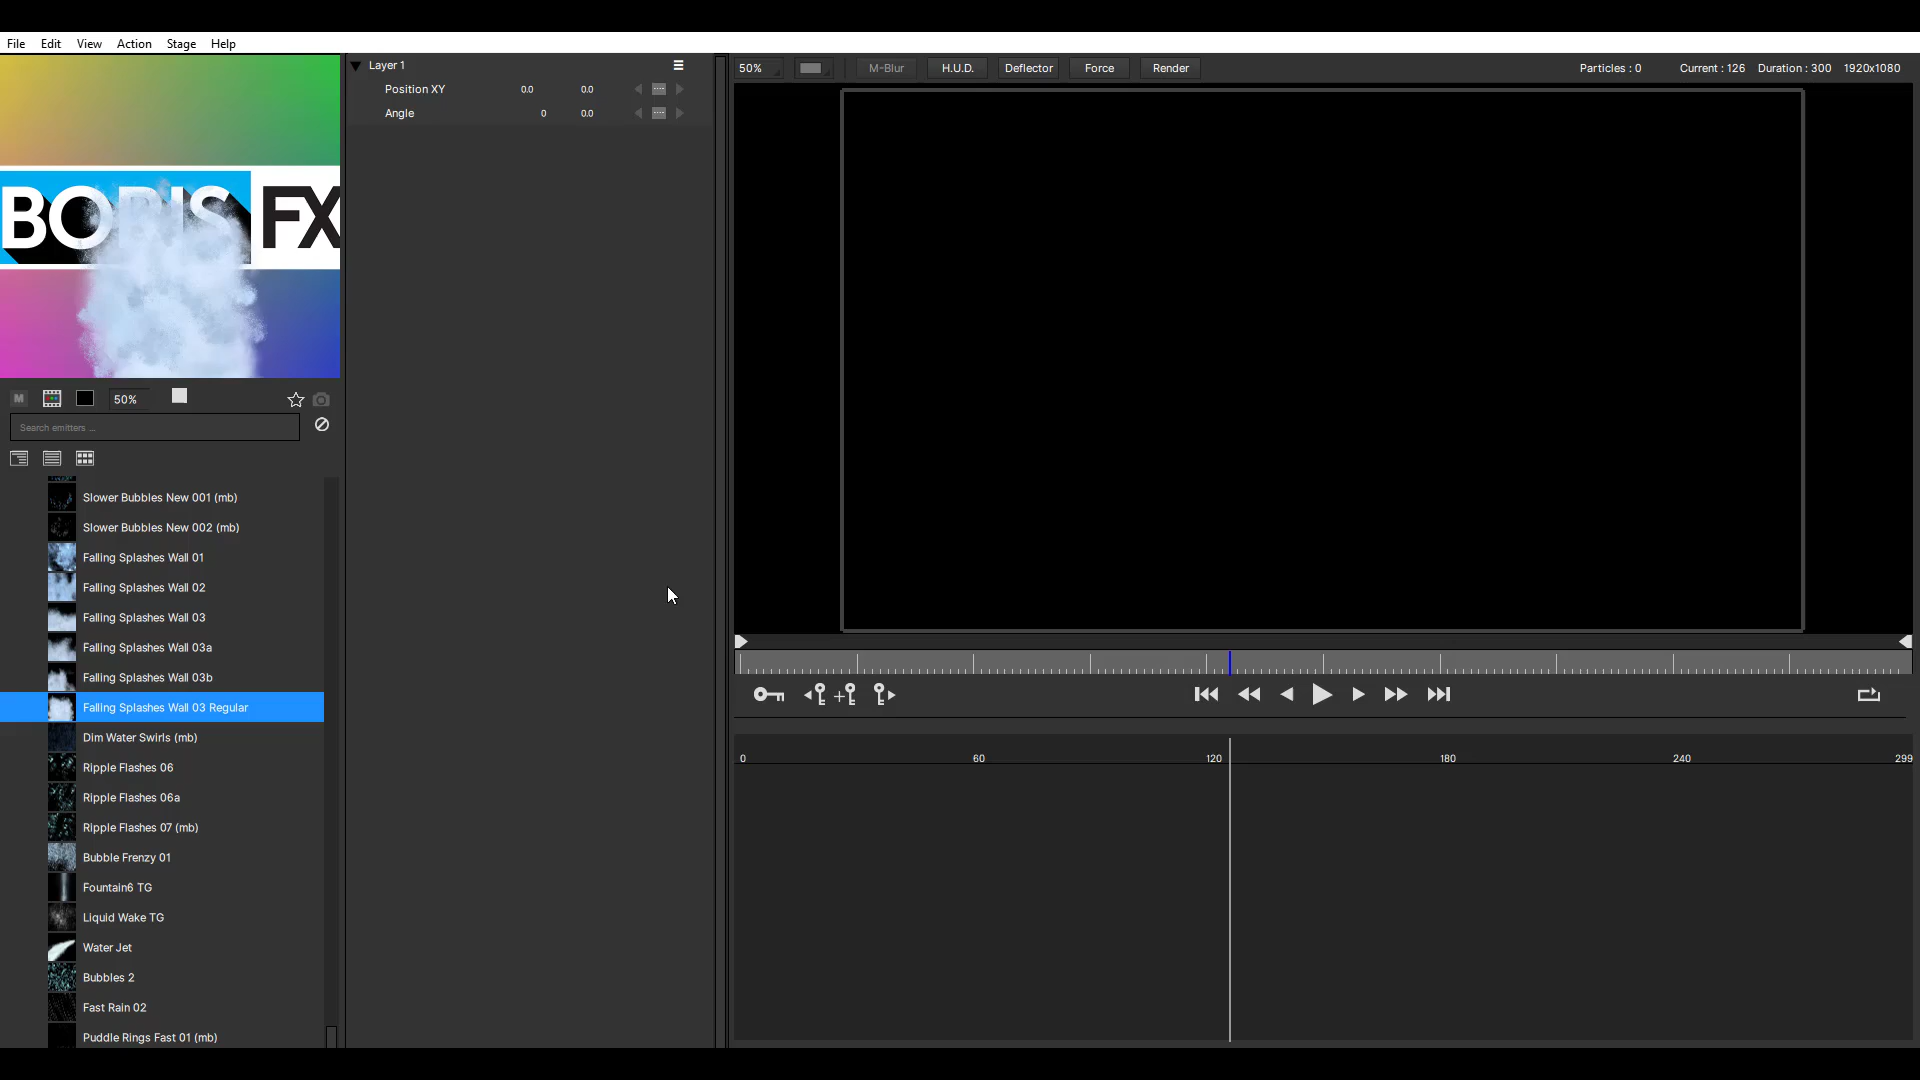 File Edit View Action Stage Help
BORIS FX
M 50%
Search emitters ...
Slower Bubbles New 001 (mb)
Slower Bubbles New 002 (mb)
Falling Splashes Wall 01
Falling Splashes Wall 02
Falling Splashes Wall 03
Falling Splashes Wall 03a
Falling Splashes Wall 03b
Falling Splashes Wall 03 Regular
Dim Water Swirls (mb)
Ripple Flashes 06
Ripple Flashes 06a
Ripple Flashes 07 (mb)
Bubble Frenzy 01
Fountain6 TG
Liquid Wake TG
Water Jet
Bubbles 2
Fast Rain 02
Puddle Rings Fast 01 (mb)
Layer 1
Position XY 0.0 0.0
Angle 0 0.0
50% M-Blur H.U.D. Deflector Force Render Particles : 0 Current : 126 Duration : 300 1920x1080
0 60 120 180 240 299